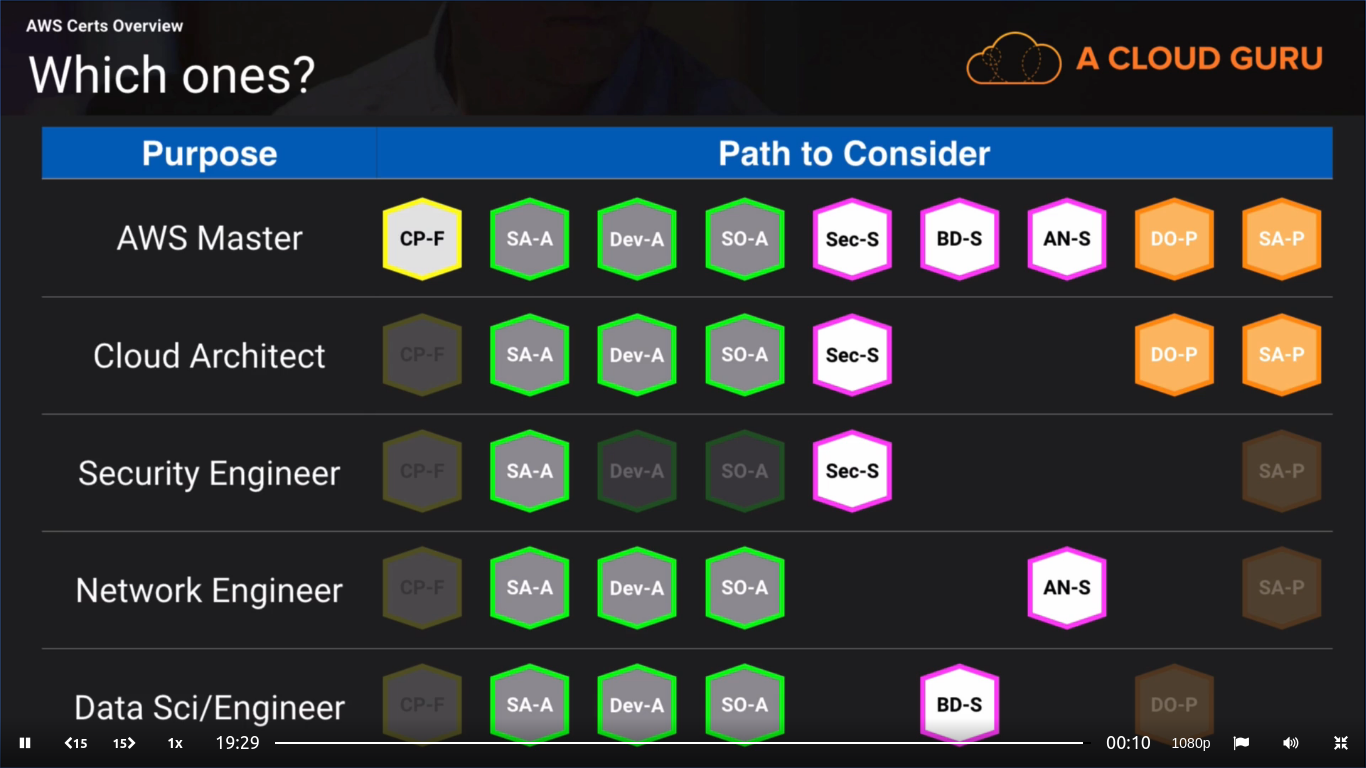 AWS Certs Overview
Which ones?
A CLOUD GURU
Purpose Path to Consider
AWS Master CP-F SA-A Dev-A SO-A Sec-S BD-S AN-S DO-P SA-P
Cloud Architect CP-F SA-A Dev-A SO-A Sec-S DO-P SA-P
Security Engineer CP-F SA-A Dev-A SO-A Sec-S SA-P
Network Engineer CP-F SA-A Dev-A SO-A AN-S SA-P
Data Sci/Engineer CP-F SA-A Dev-A SO-A BD-S DO-P
15 15 1x 19:29 00:10 1080p